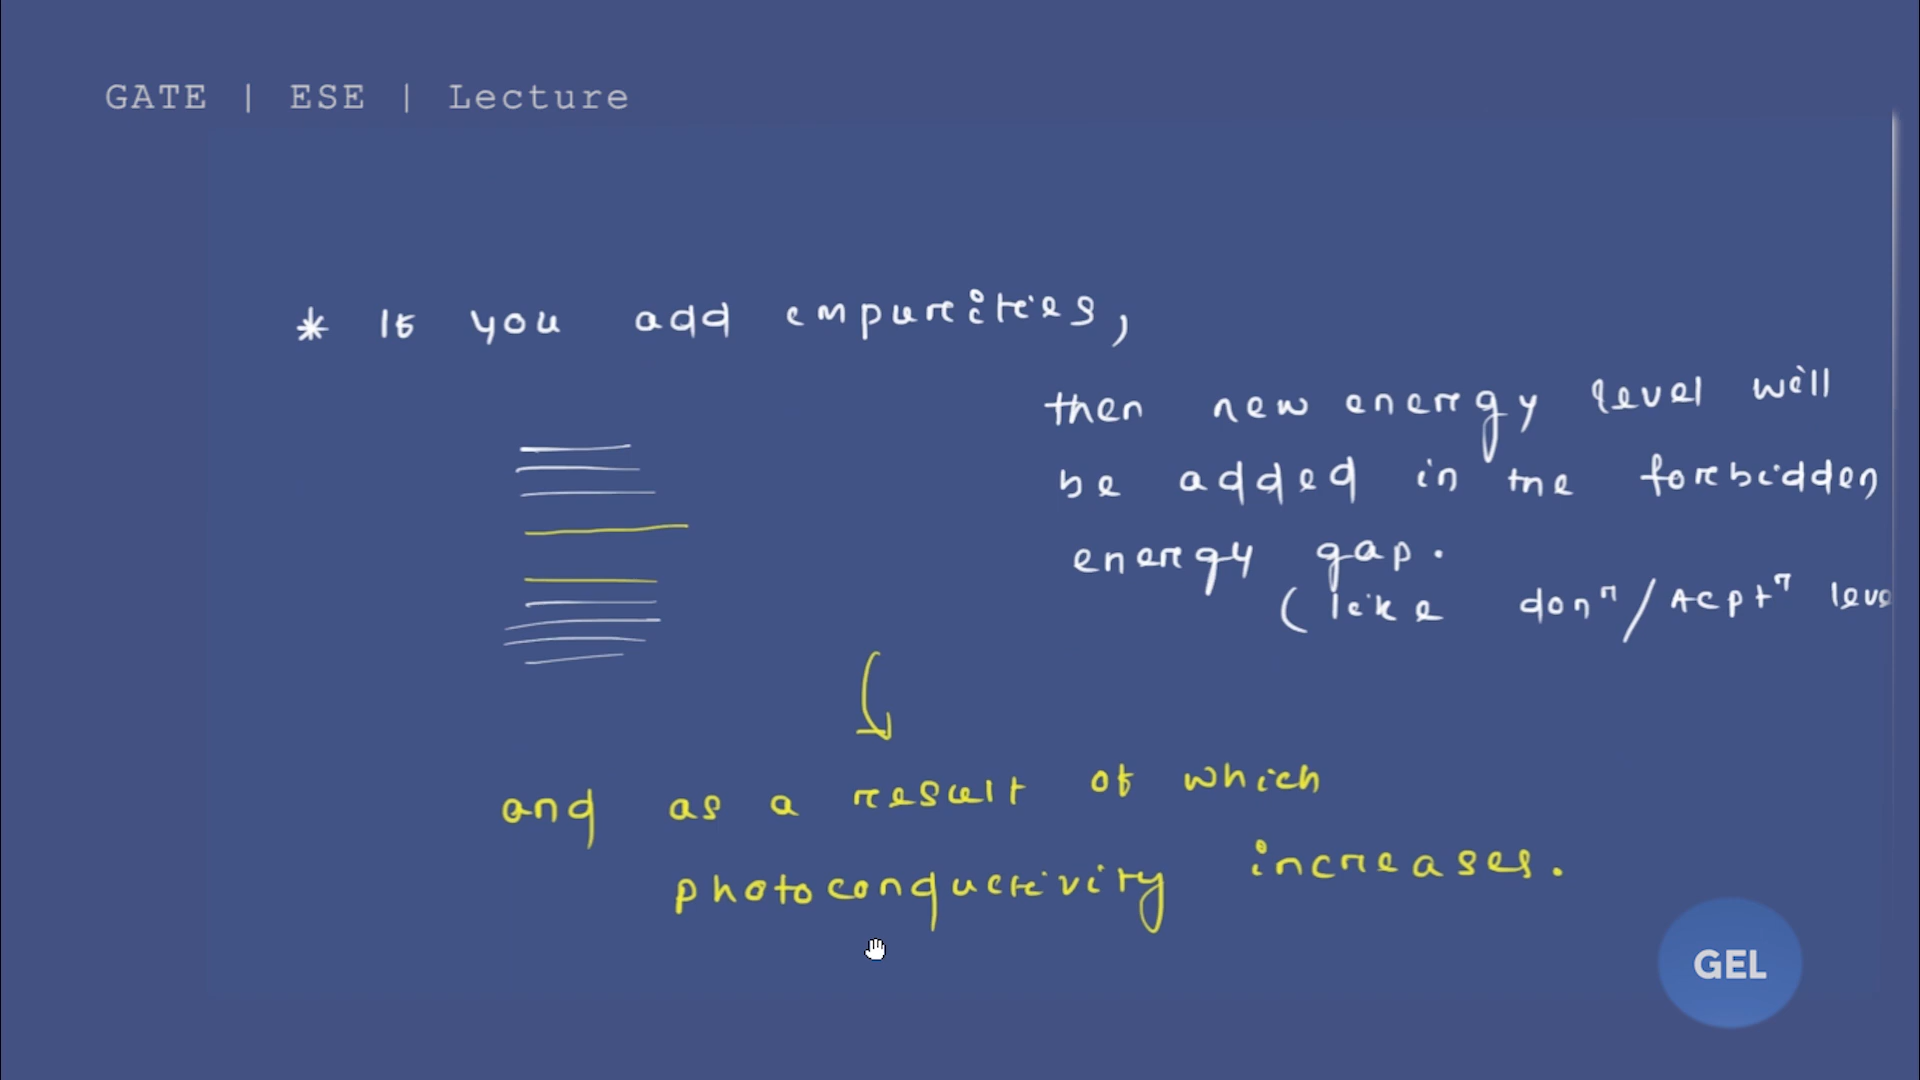 GATE | ESE | Lecture
* If you add impurities,
then new energy level will
be added in the forbidden
energy gap.
(like donr/Acptr leve
and as a result of which
photoconductivity increases.
GEL